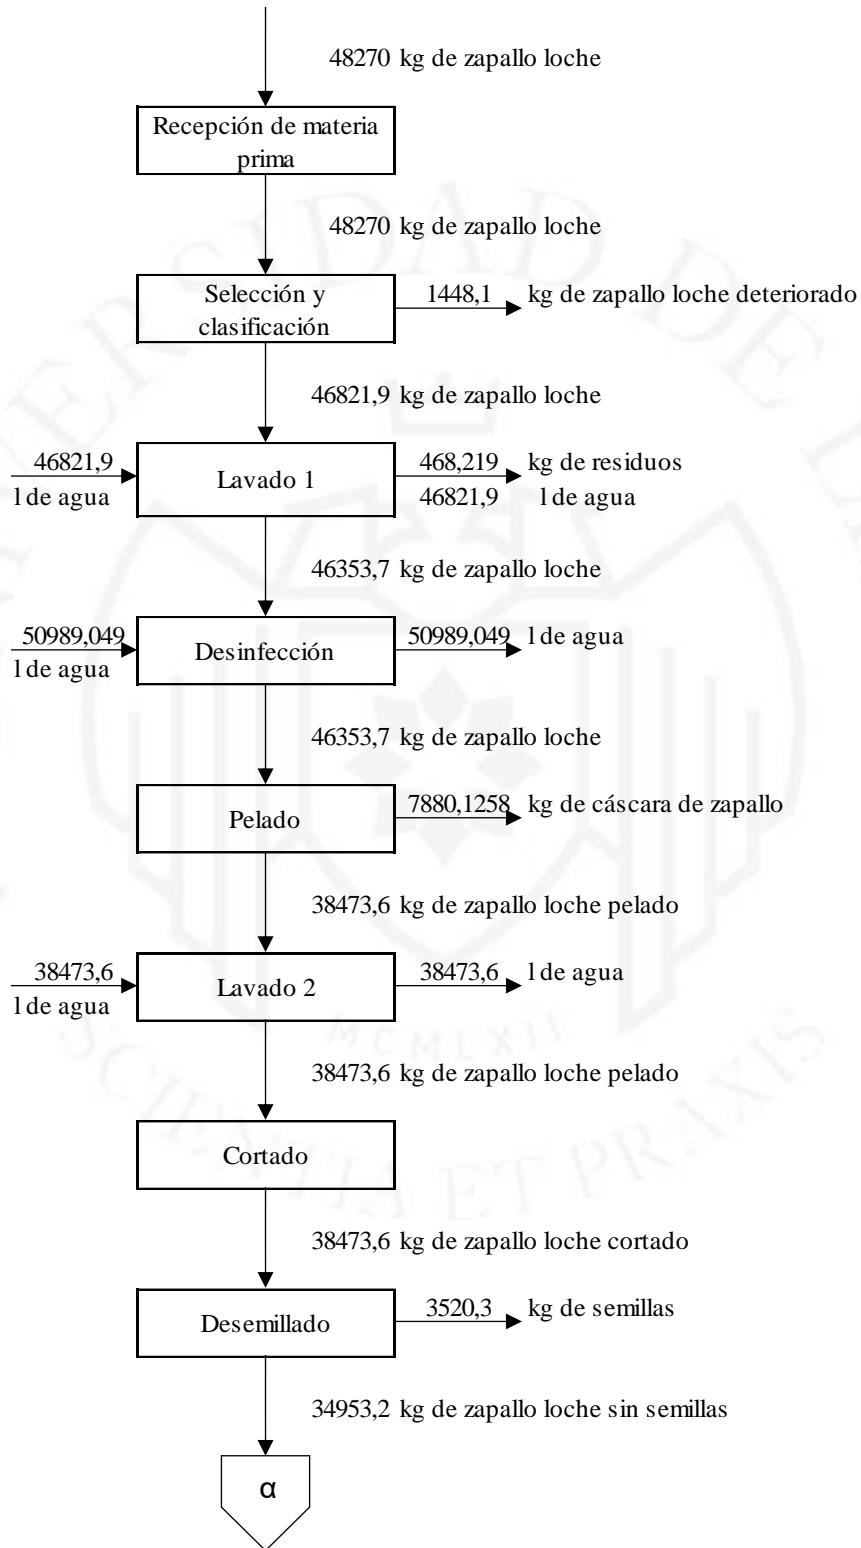 48270 kg de zapallo loche
Recepción de materia
prima
48270 kg de zapallo loche
Selección y
clasificación
1448,1 kg de zapallo loche deteriorado
46821,9 kg de zapallo loche
46821,9
l de agua
Lavado 1
468,219 kg de residuos
46821,9 l de agua
46353,7 kg de zapallo loche
50989,049
l de agua
Desinfección
50989,049 l de agua
46353,7 kg de zapallo loche
Pelado
7880,1258 kg de cáscara de zapallo
38473,6 kg de zapallo loche pelado
38473,6
l de agua
Lavado 2
38473,6 l de agua
38473,6 kg de zapallo loche pelado
Cortado
38473,6 kg de zapallo loche cortado
Desemillado
3520,3 kg de semillas
34953,2 kg de zapallo loche sin semillas
α
MCMLXII
SCIENTIA ET PRAXIS